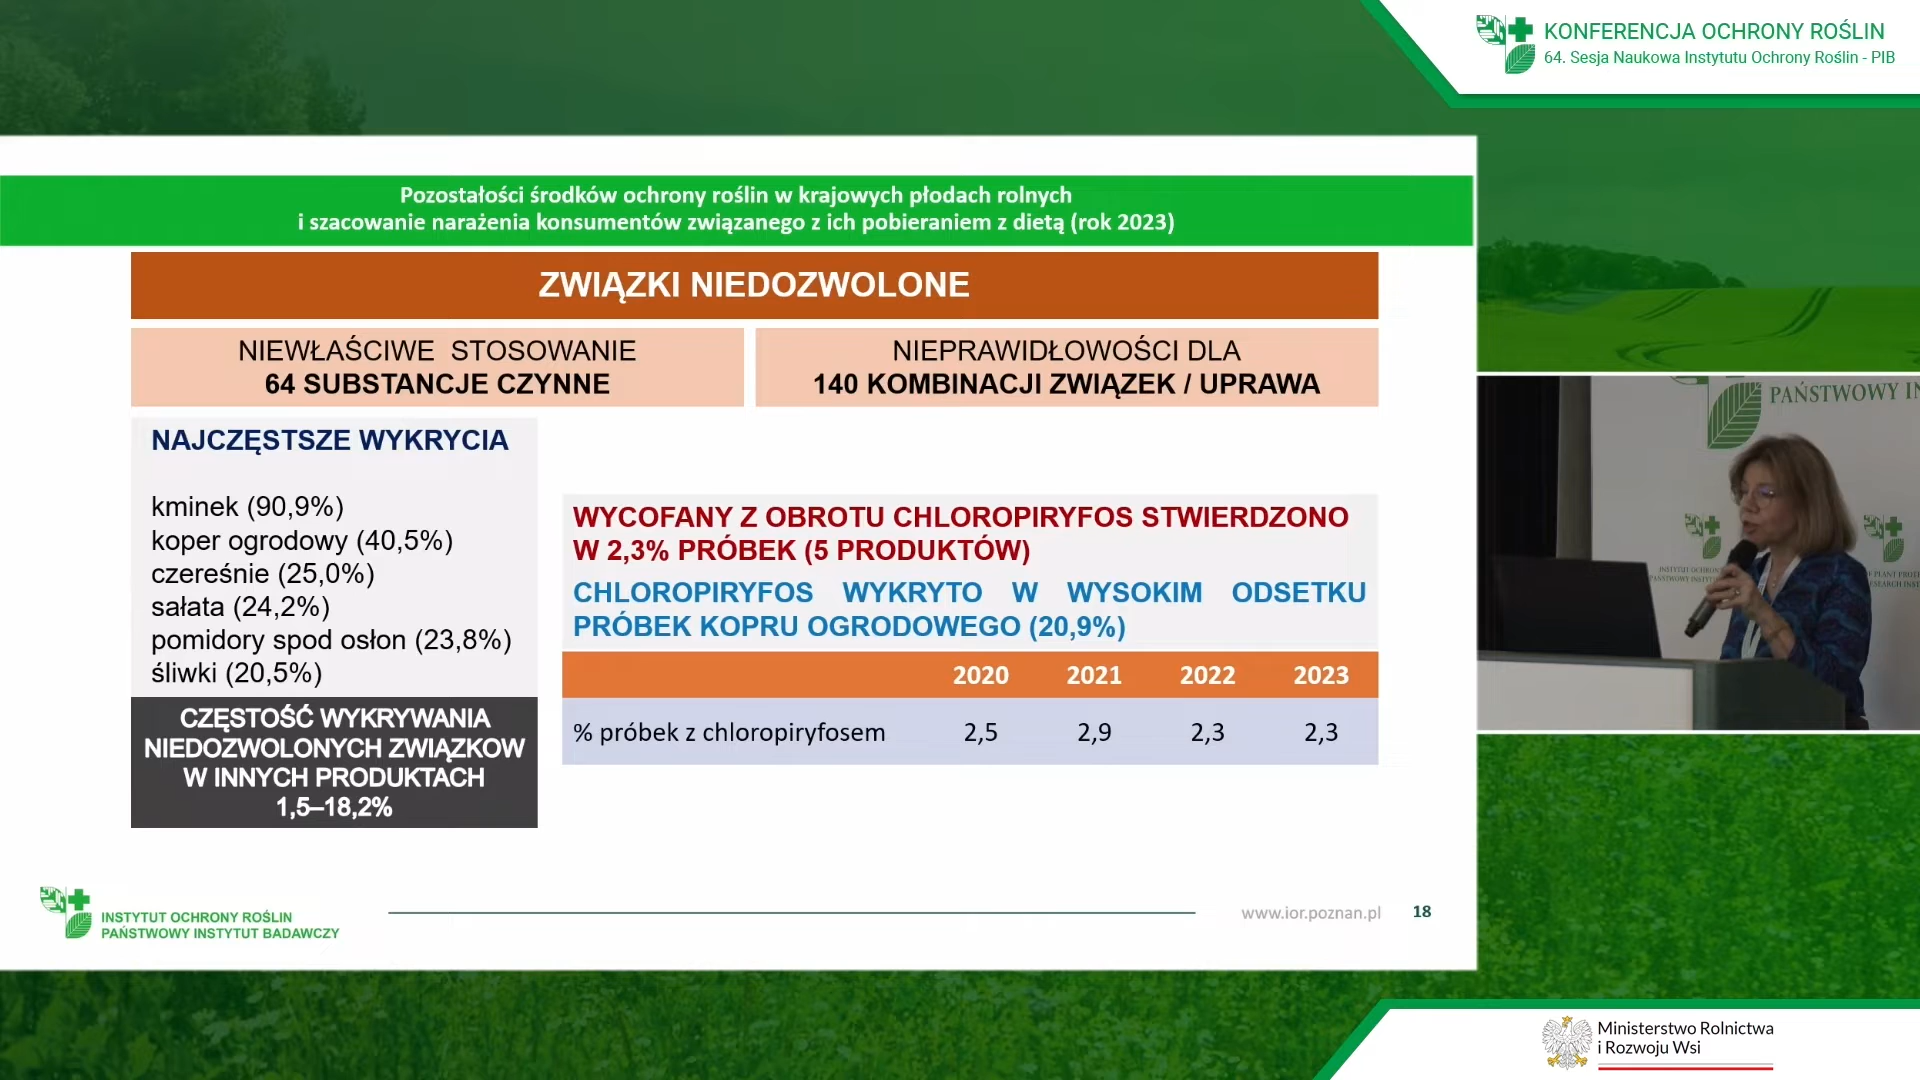 KONFERENCJA OCHRONY ROŚLIN
64. Sesja Naukowa Instytutu Ochrony Roślin - PIB
Pozostałości środków ochrony roślin w krajowych płodach rolnych
i szacowanie narażenia konsumentów związanego z ich pobieraniem z dietą (rok 2023)
ZWIĄZKI NIEDOZWOLONE
NIEWŁAŚCIWE STOSOWANIE
64 SUBSTANCJE CZYNNE
NIEPRAWIDŁOWOŚCI DLA
140 KOMBINACJI ZWIĄZEK / UPRAWA
NAJCZĘSTSZE WYKRYCIA
kminek (90,9%)
koper ogrodowy (40,5%)
czereśnie (25,0%)
sałata (24,2%)
pomidory spod osłon (23,8%)
śliwki (20,5%)
CZĘSTOŚĆ WYKRYWANIA
NIEDOZWOLONYCH ZWIĄZKOW
W INNYCH PRODUKTACH
1,5–18,2%
WYCOFANY Z OBROTU CHLOROPIRYFOS STWIERDZONO
W 2,3% PRÓBEK (5 PRODUKTÓW)
CHLOROPIRYFOS WYKRYTO W WYSOKIM ODSETKU
PRÓBEK KOPRU OGRODOWEGO (20,9%)
2020 2021 2022 2023
% próbek z chloropiryfosem 2,5 2,9 2,3 2,3
INSTYTUT OCHRONY ROŚLIN
PAŃSTWOWY INSTYTUT BADAWCZY
www.ior.poznan.pl 18
PAŃSTWOWY IN
Ministerstwo Rolnictwa
i Rozwoju Wsi